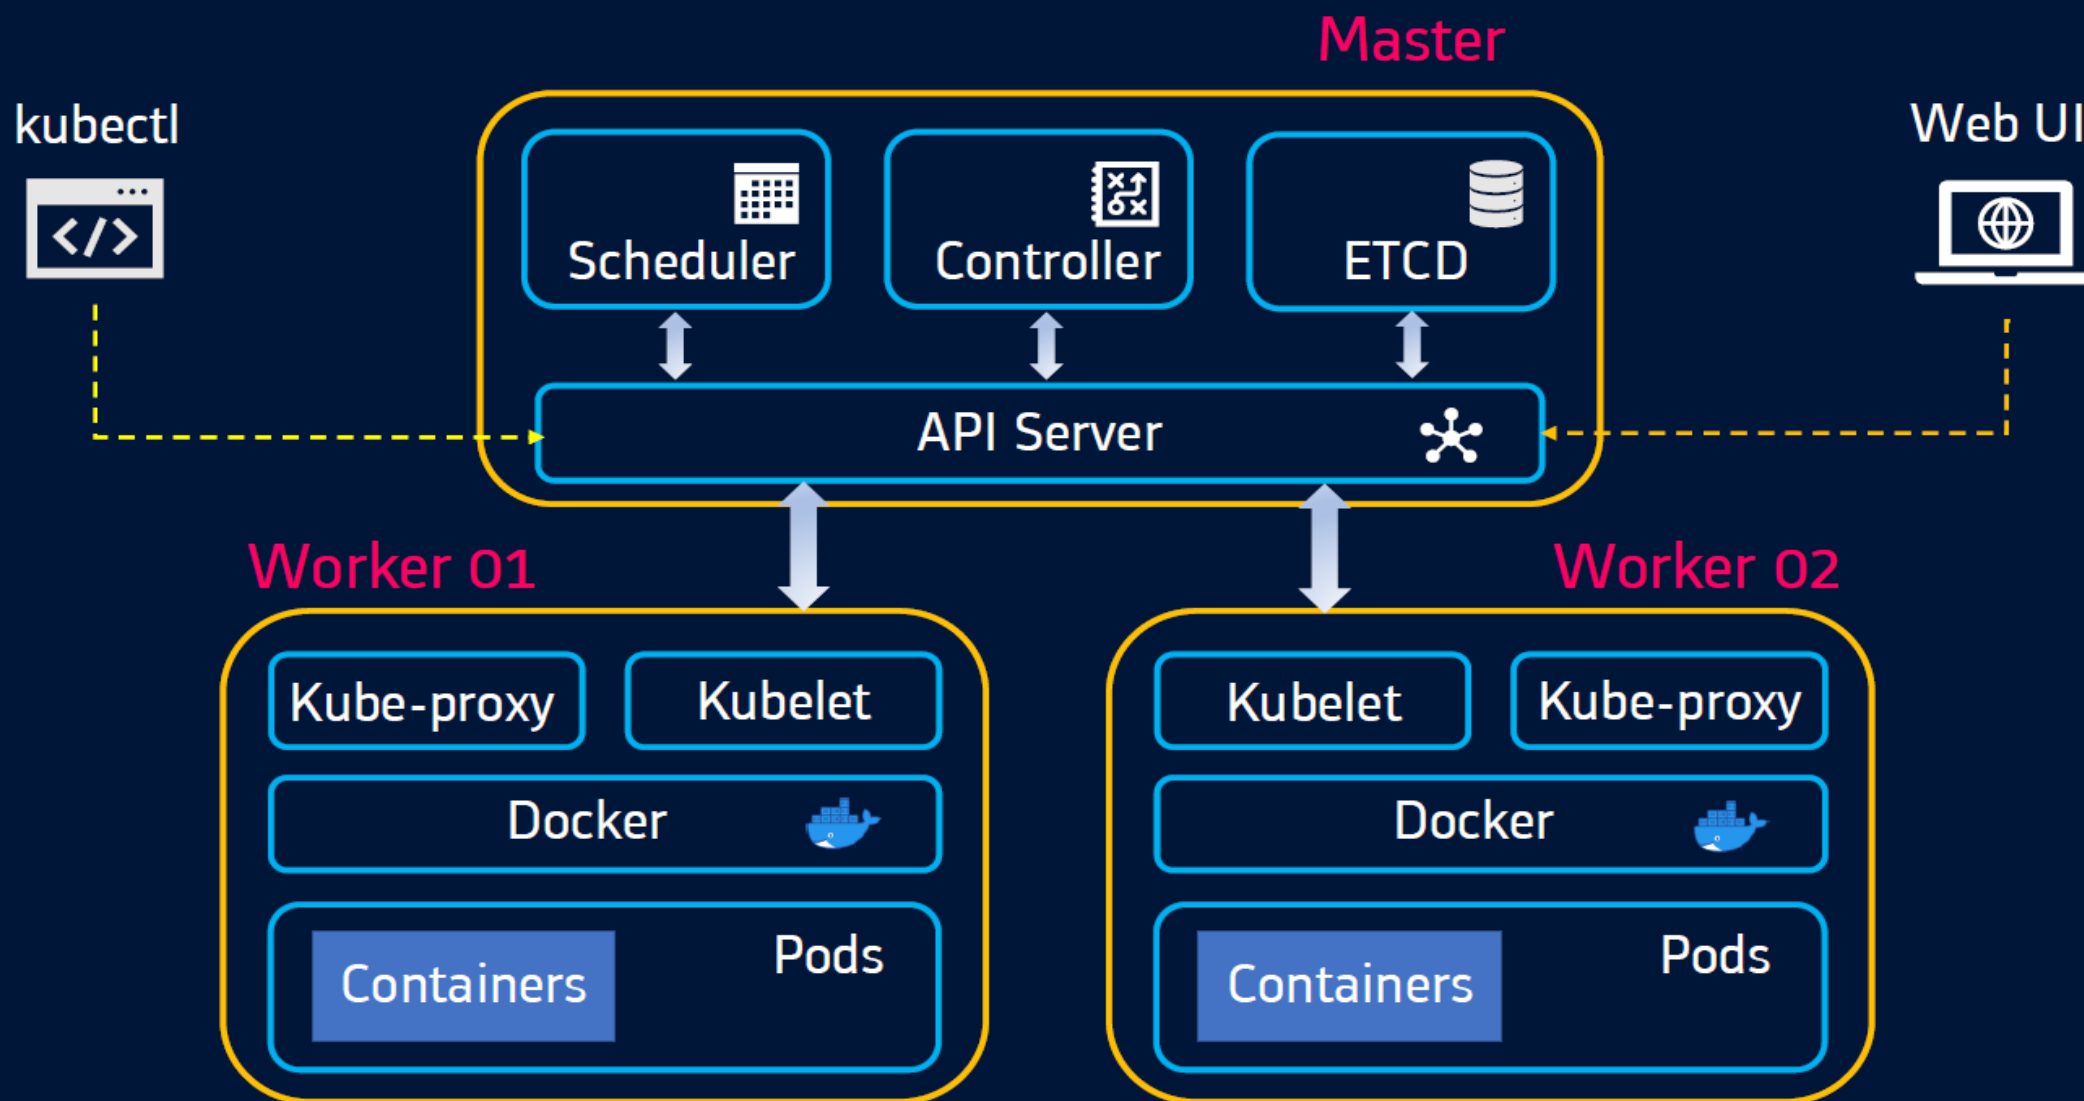 Master
kubectl
Web UI
Scheduler
Controller
ETCD
API Server
Worker 01
Worker 02
Kube-proxy
Kubelet
Kubelet
Kube-proxy
Docker
Docker
Containers
Pods
Containers
Pods